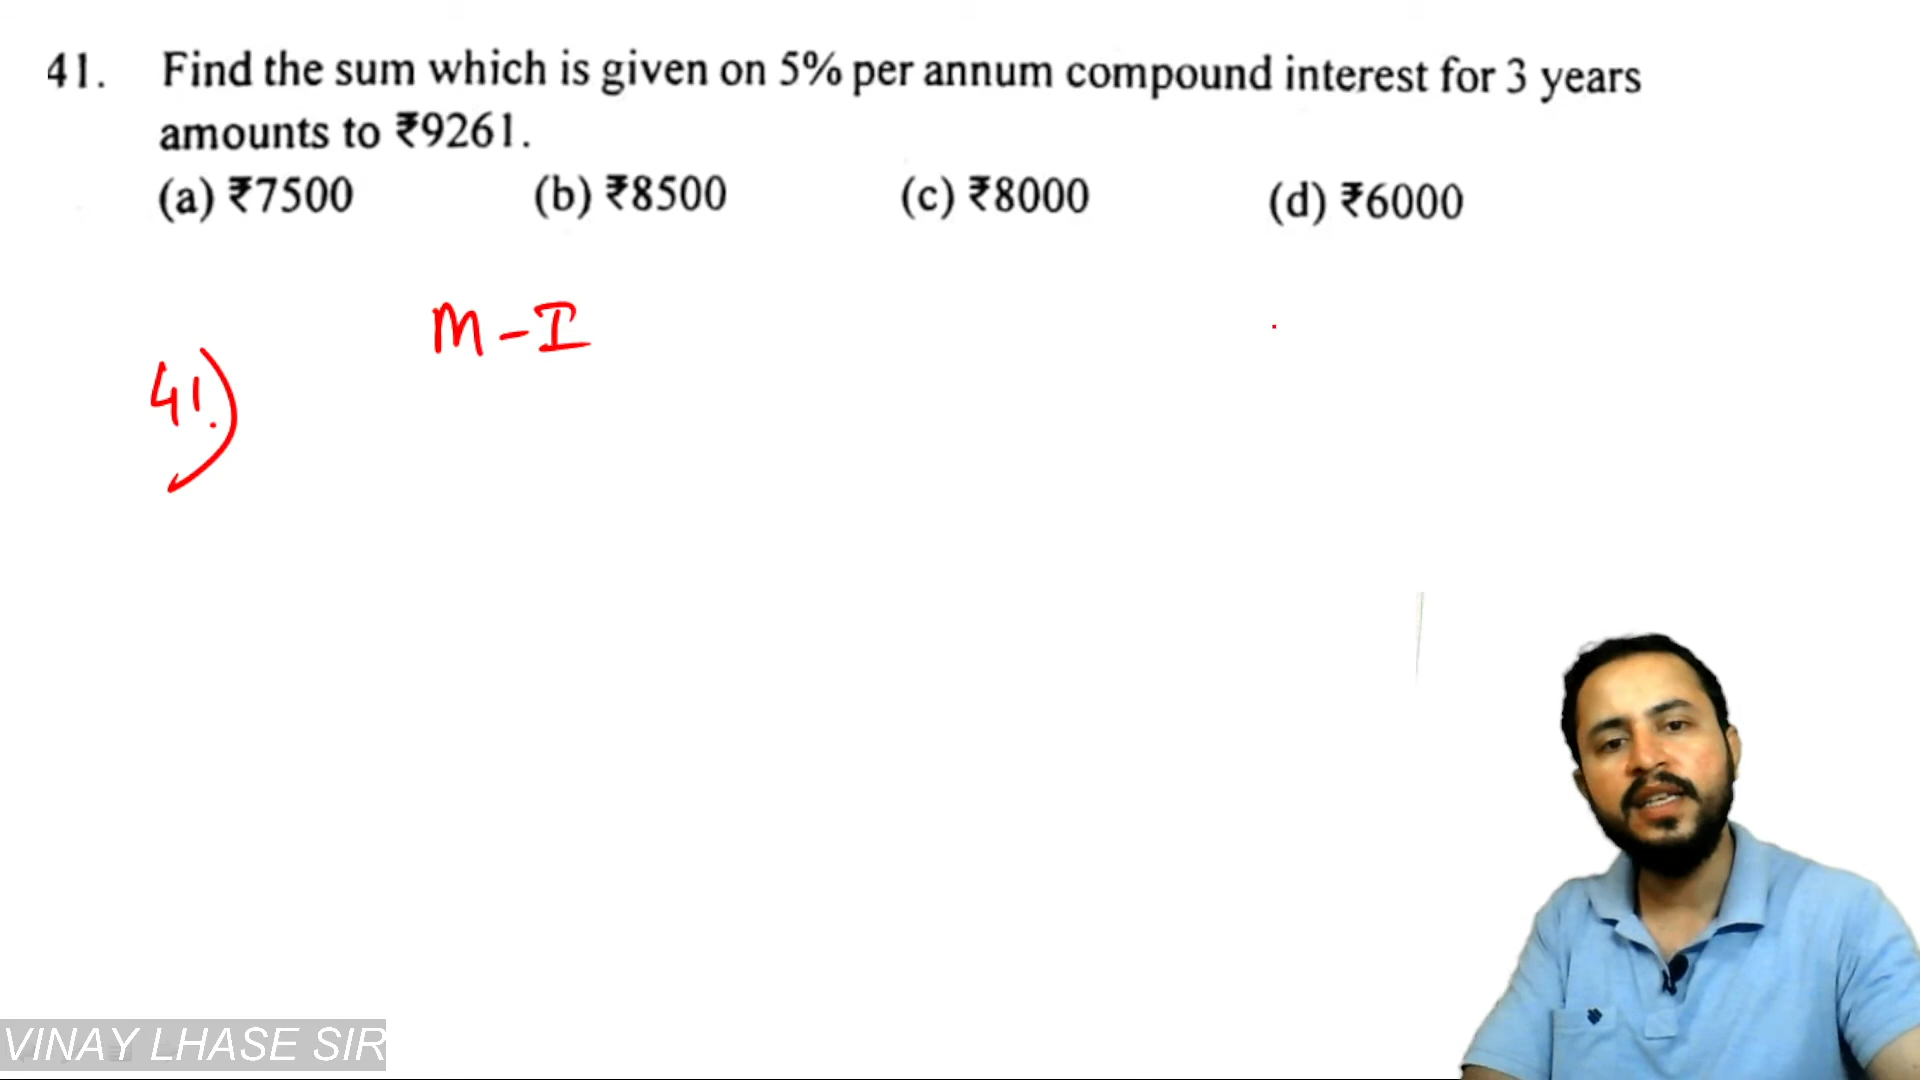 41. Find the sum which is given on 5% per annum compound interest for 3 years
amounts to ₹9261.
(a) ₹7500 (b) ₹8500 (c) ₹8000 (d) ₹6000
M - I
41.)
VINAY LHASE SIR